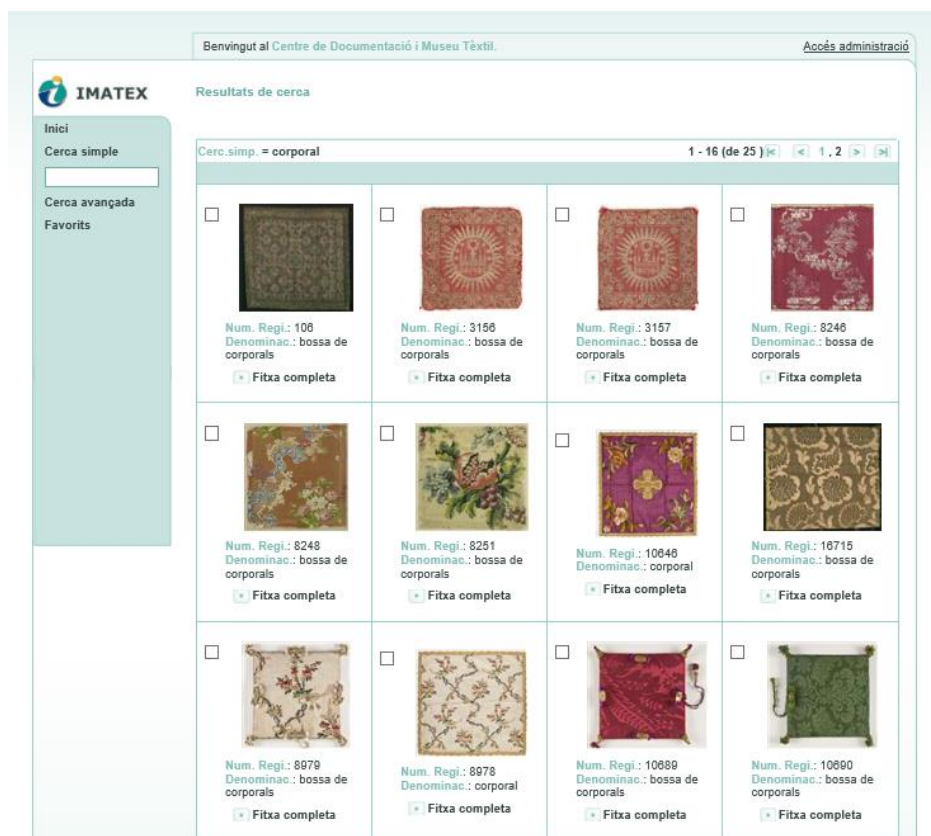 Benvingut al Centre de Documentació i Museu Tèxtil.
Accés administració
IMATEX
Resultats de cerca
Inici
Cerca simple
Cerca avançada
Favorits
Cerc.simp. = corporal
1 - 16 (de 25 ) |< < 1 , 2 > >|
Num. Regi.: 106
Denominac.: bossa de
corporals
Fitxa completa
Num. Regi.: 3156
Denominac.: bossa de
corporals
Fitxa completa
Num. Regi.: 3157
Denominac.: bossa de
corporals
Fitxa completa
Num. Regi.: 8246
Denominac.: bossa de
corporals
Fitxa completa
Num. Regi.: 8248
Denominac.: bossa de
corporals
Fitxa completa
Num. Regi.: 8251
Denominac.: bossa de
corporals
Fitxa completa
Num. Regi.: 10646
Denominac.: corporal
Fitxa completa
Num. Regi.: 16715
Denominac.: bossa de
corporals
Fitxa completa
Num. Regi.: 8979
Denominac.: bossa de
corporals
Fitxa completa
Num. Regi.: 8978
Denominac.: corporal
Fitxa completa
Num. Regi.: 10689
Denominac.: bossa de
corporals
Fitxa completa
Num. Regi.: 10690
Denominac.: bossa de
corporals
Fitxa completa